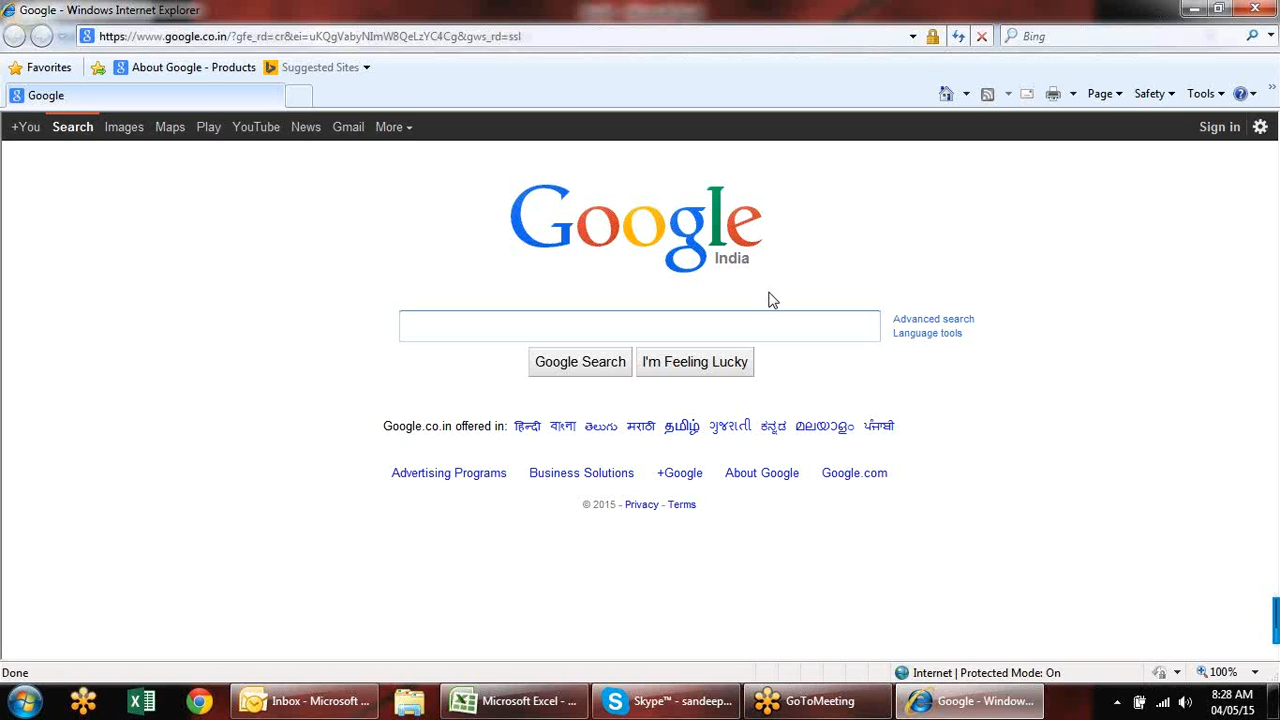 Google - Windows Internet Explorer
https://www.google.co.in/?gfe_rd=cr&ei=uKQgVabyNImW8QeLzYC4Cg&gws_rd=ssl
Bing
Favorites About Google - Products Suggested Sites
Google
Page Safety Tools
+You Search Images Maps Play YouTube News Gmail More Sign in
Google
India
Advanced search
Language tools
Google Search I'm Feeling Lucky
Google.co.in offered in: हिन्दी বাংলা తెలుగు मराठी தமிழ் ગુજરાતી ಕನ್ನಡ മലയാളം ਪੰਜਾਬੀ
Advertising Programs Business Solutions +Google About Google Google.com
© 2015 - Privacy - Terms
Done Internet | Protected Mode: On 100%
Inbox - Microsoft ... Microsoft Excel - ... Skype™ - sandeep... GoToMeeting Google - Window...
8:28 AM
04/05/15